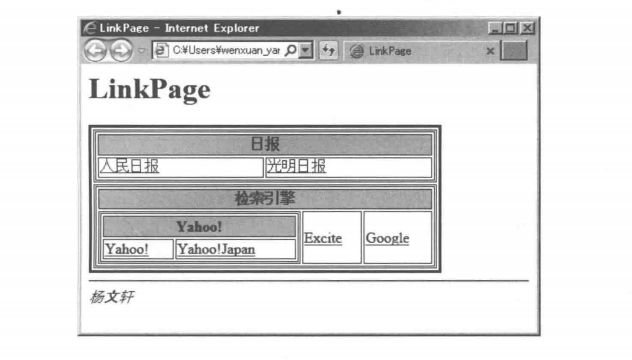 LinkPage - Internet Explorer
C:¥Users¥wenxuan_yar
LinkPage
LinkPage
日报
人民日报 光明日报
检索引擎
Yahoo!
Yahoo! Yahoo!Japan Excite Google
杨文轩